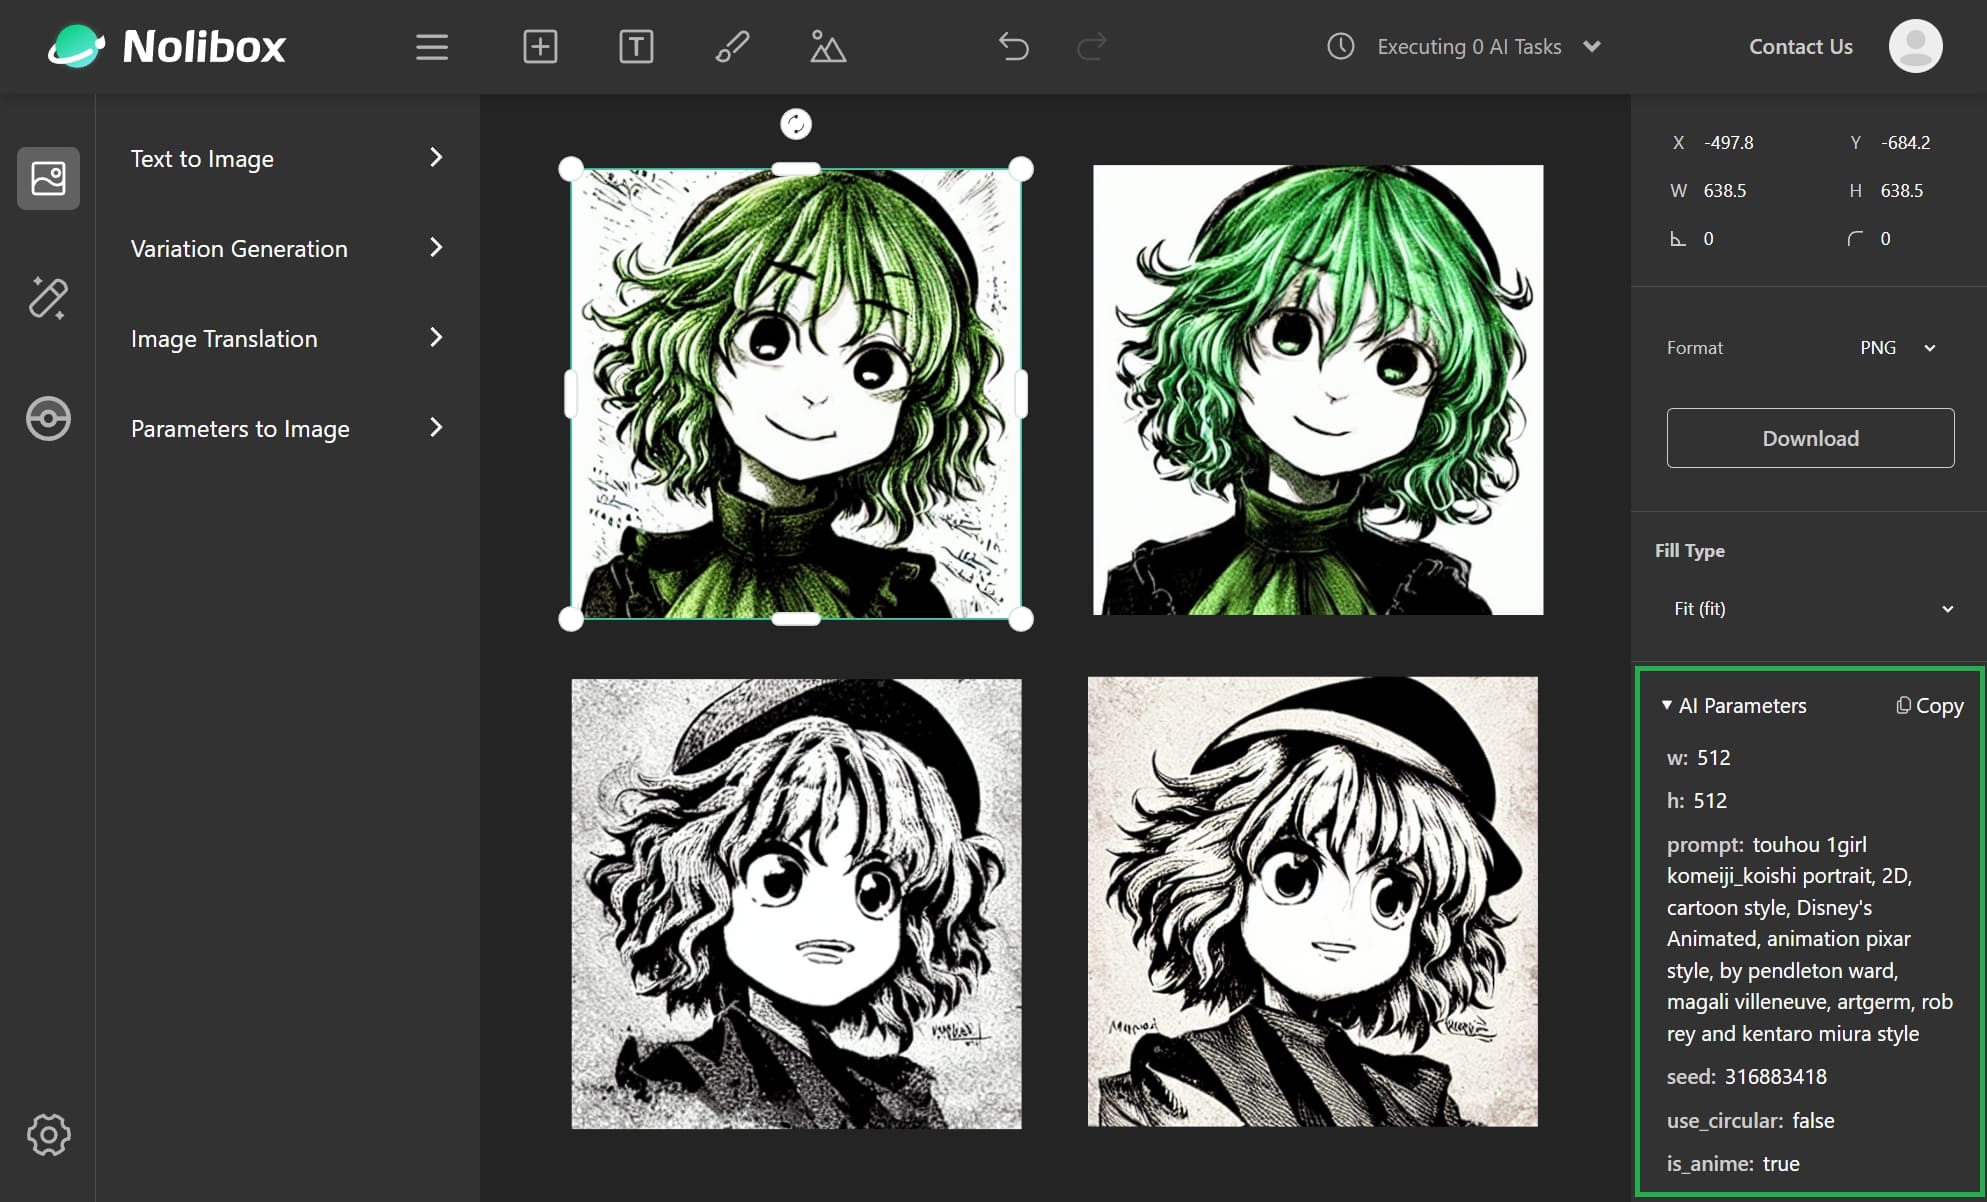 Nolibox
T
Executing 0 AI Tasks
Contact Us
Text to Image
Variation Generation
Image Translation
Parameters to Image
X -497.8 Y -684.2
W 638.5 H 638.5
0 0
Format PNG
Download
Fill Type
Fit (fit)
AI Parameters Copy
w: 512
h: 512
prompt: touhou 1girl
komeiji_koishi portrait, 2D,
cartoon style, Disney's
Animated, animation pixar
style, by pendleton ward,
magali villeneuve, artgerm, rob
rey and kentaro miura style
seed: 316883418
use_circular: false
is_anime: true